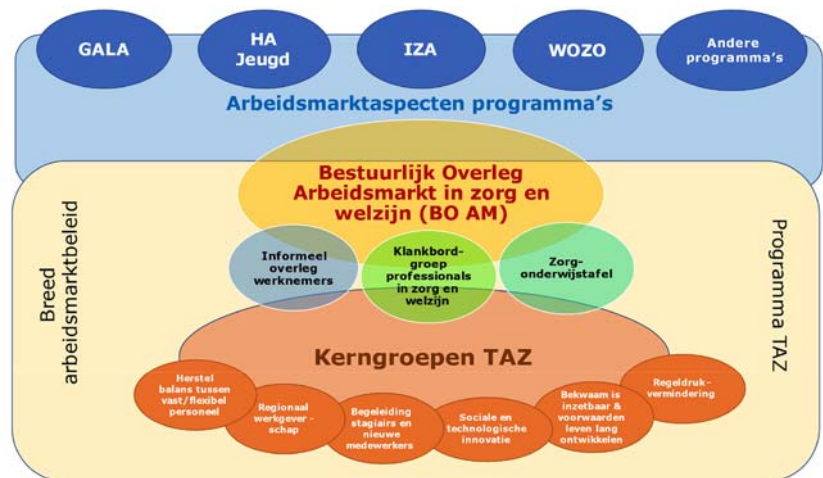 GALA
HA
Jeugd
IZA
WOZO
Andere
programma's
Arbeidsmarktaspecten programma's
Bestuurlijk Overleg
Arbeidsmarkt in zorg en
welzijn (BO AM)
Informeel
overleg
werknemers
Klankbord-
groep
professionals
in zorg en
welzijn
Zorg-
onderwijstafel
Breed
arbeidsmarktbeleid
Programma TAZ
Kerngroepen TAZ
Herstel
balans tussen
vast/flexibel
personeel
Regionaal
werkgever -
schap
Begeleiding
stagiairs en
nieuwe
medewerkers
Sociale en
technologische
innovatie
Bekwaam is
inzetbaar &
voorwaarden
leven lang
ontwikkelen
Regeldruk-
vermindering